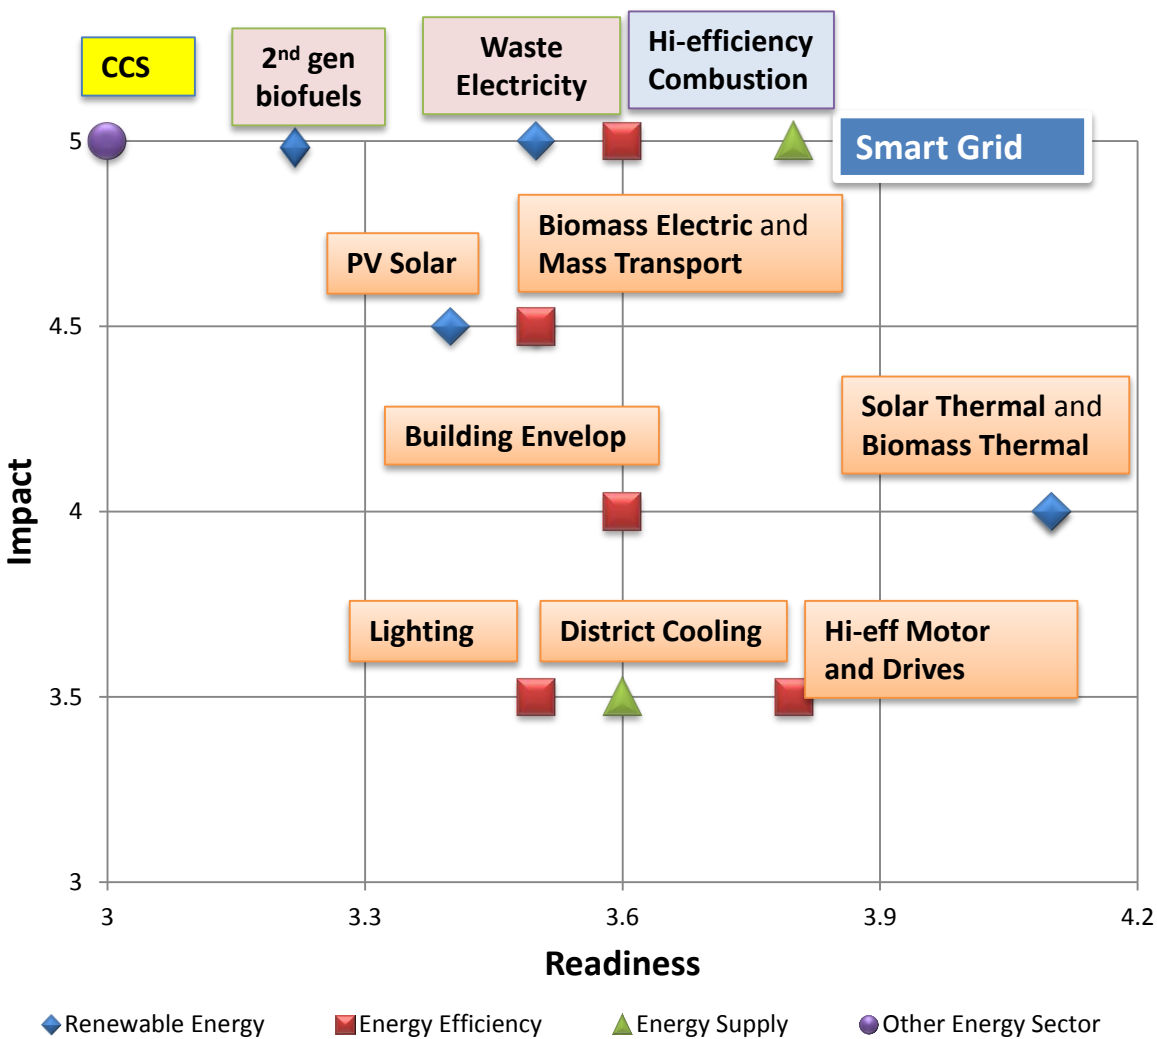 CCS
2nd gen
biofuels
Waste
Electricity
Hi-efficiency
Combustion
5
Smart Grid
Biomass Electric and
Mass Transport
PV Solar
4.5
Solar Thermal and
Biomass Thermal
Building Envelop
Impact
4
Lighting
District Cooling
Hi-eff Motor
and Drives
3.5
3
3
3.3
3.6
3.9
4.2
Readiness
Renewable Energy
Energy Efficiency
Energy Supply
Other Energy Sector